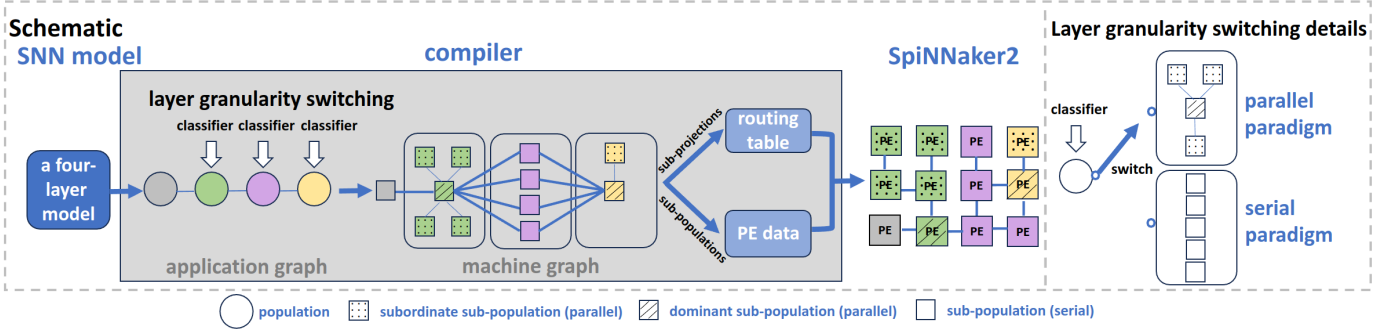 Schematic
SNN model
compiler
SpiNNaker2
Layer granularity switching details
layer granularity switching
classifier classifier classifier
a four-
layer
model
application graph
machine graph
sub-projections
sub-populations
routing
table
PE data
PE PE PE PE
PE PE PE PE
PE PE PE PE
classifier
switch
parallel
paradigm
serial
paradigm
population
subordinate sub-population (parallel)
dominant sub-population (parallel)
sub-population (serial)